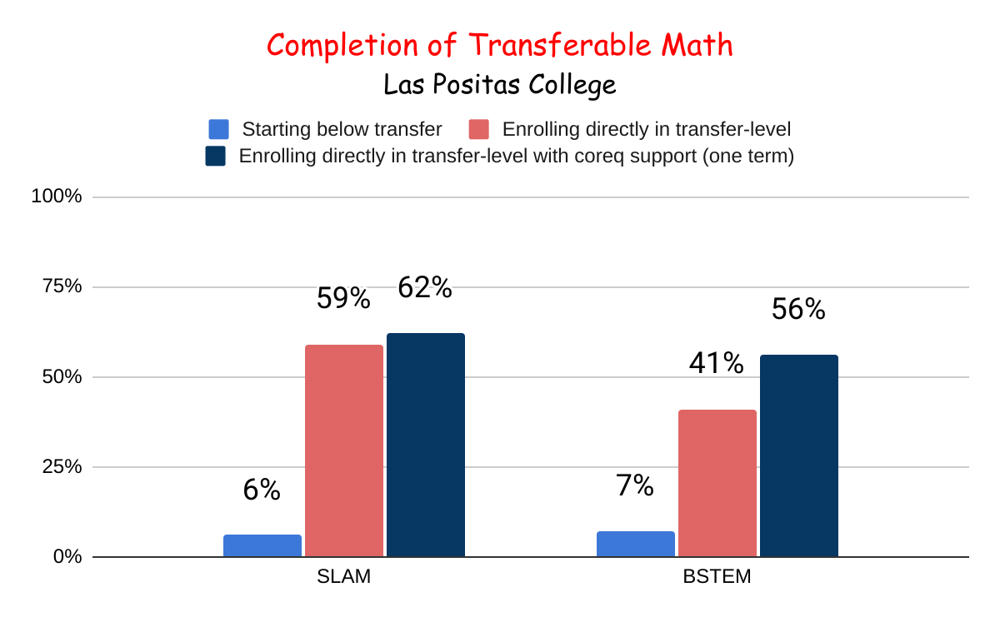 Completion of Transferable Math
Las Positas College
Starting below transfer Enrolling directly in transfer-level
Enrolling directly in transfer-level with coreq support (one term)
100%
75%
59% 62%
56%
41%
50%
25%
6%
7%
0%
SLAM BSTEM